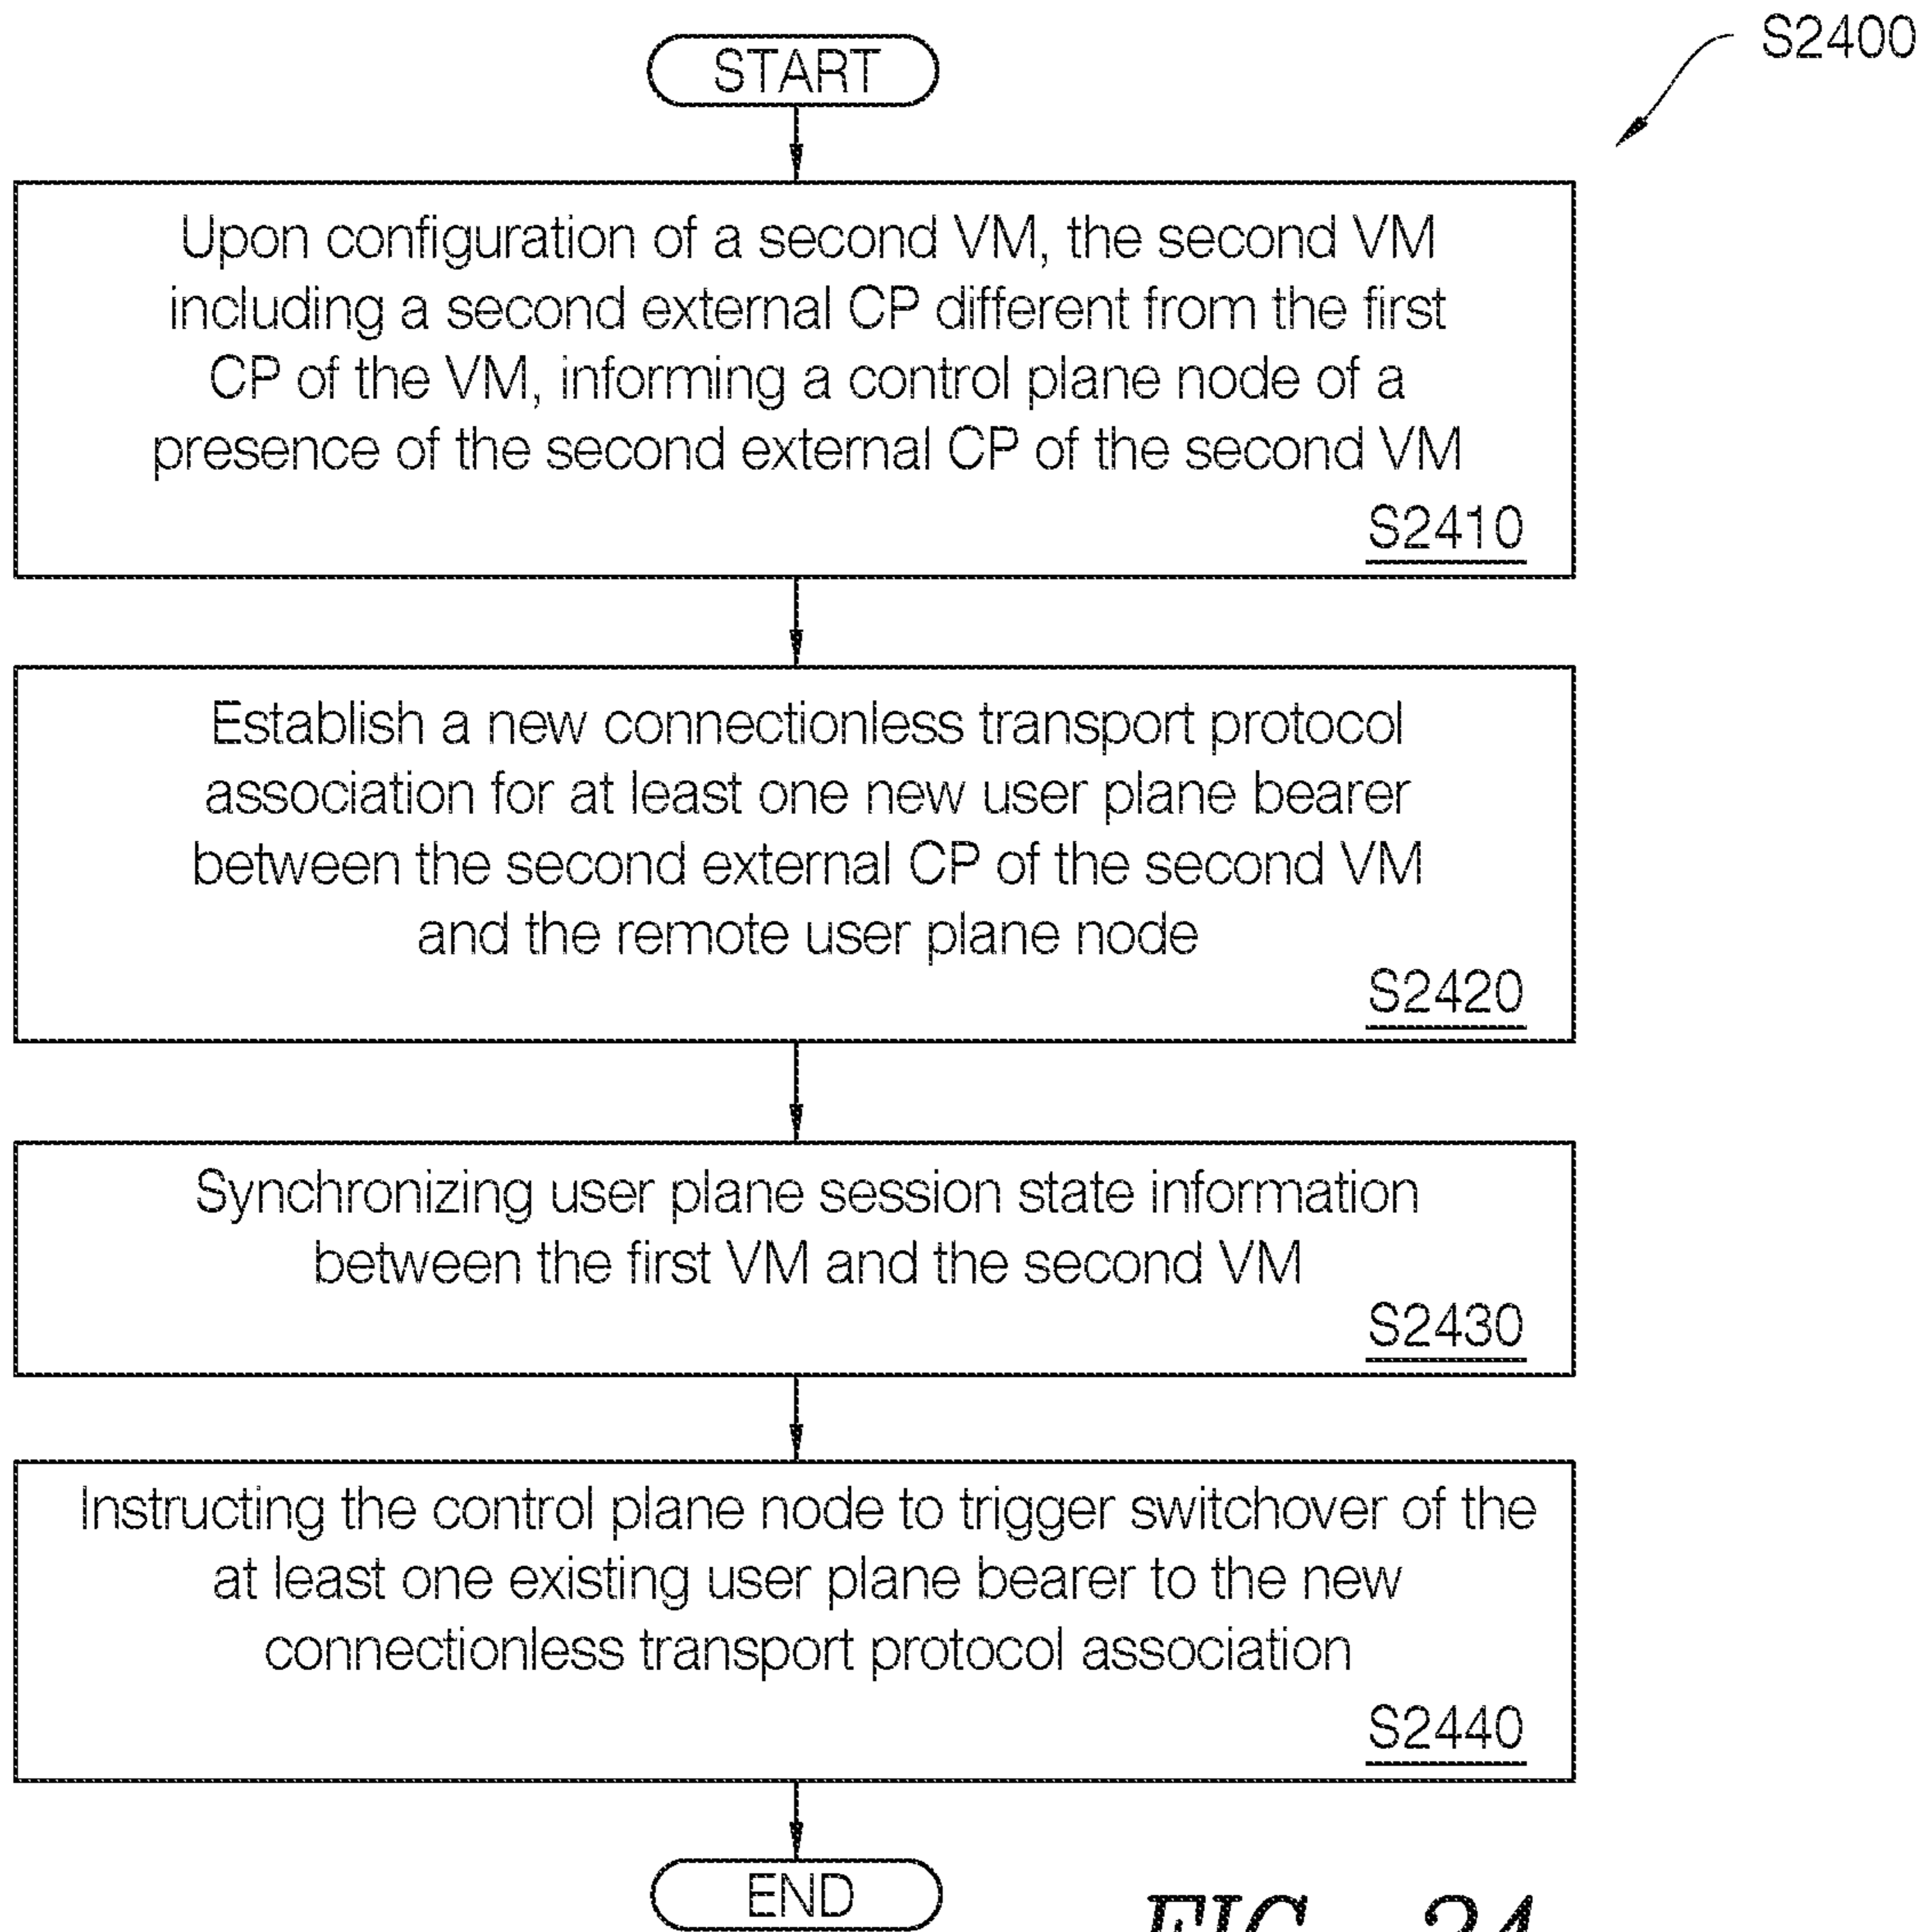 S2400
START
Upon configuration of a second VM, the second VM
including a second external CP different from the first
CP of the VM, informing a control plane node of a
presence of the second external CP of the second VM
S2410
Establish a new connectionless transport protocol
association for at least one new user plane bearer
between the second external CP of the second VM
and the remote user plane node
S2420
Synchronizing user plane session state information
between the first VM and the second VM
S2430
Instructing the control plane node to trigger switchover of the
at least one existing user plane bearer to the new
connectionless transport protocol association
S2440
END
FIG. 24